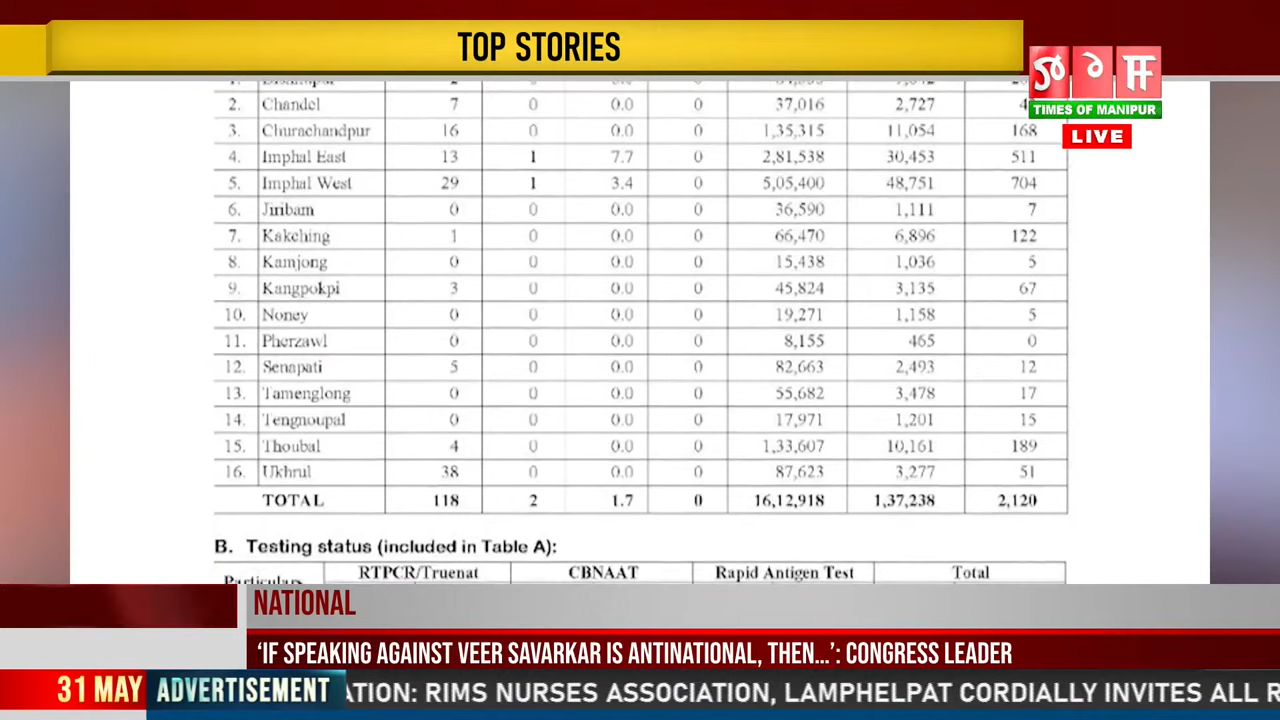 TOP STORIES
TIMES OF MANIPUR
LIVE
2. Chandel 7 0 0.0 0 37,016 2,727
3. Churachandpur 16 0 0.0 0 1,35,315 11,054 168
4. Imphal East 13 1 7.7 0 2,81,538 30,453 511
5. Imphal West 29 1 3.4 0 5,05,400 48,751 704
6. Jiribam 0 0 0.0 0 36,590 1,111 7
7. Kakching 1 0 0.0 0 66,470 6,896 122
8. Kamjong 0 0 0.0 0 15,438 1,036 5
9. Kangpokpi 3 0 0.0 0 45,824 3,135 67
10. Noney 0 0 0.0 0 19,271 1,158 5
11. Pherzawl 0 0 0.0 0 8,155 465 0
12. Senapati 5 0 0.0 0 82,663 2,493 12
13. Tamenglong 0 0 0.0 0 55,682 3,478 17
14. Tengnoupal 0 0 0.0 0 17,971 1,201 15
15. Thoubal 4 0 0.0 0 1,33,607 10,161 189
16. Ukhrul 38 0 0.0 0 87,623 3,277 51
TOTAL 118 2 1.7 0 16,12,918 1,37,238 2,120
B. Testing status (included in Table A):
Particulars RTPCR/Truenat CBNAAT Rapid Antigen Test Total
NATIONAL
‘IF SPEAKING AGAINST VEER SAVARKAR IS ANTINATIONAL, THEN...’: CONGRESS LEADER
31 MAY ADVERTISEMENT ATION: RIMS NURSES ASSOCIATION, LAMPHELPAT CORDIALLY INVITES ALL R